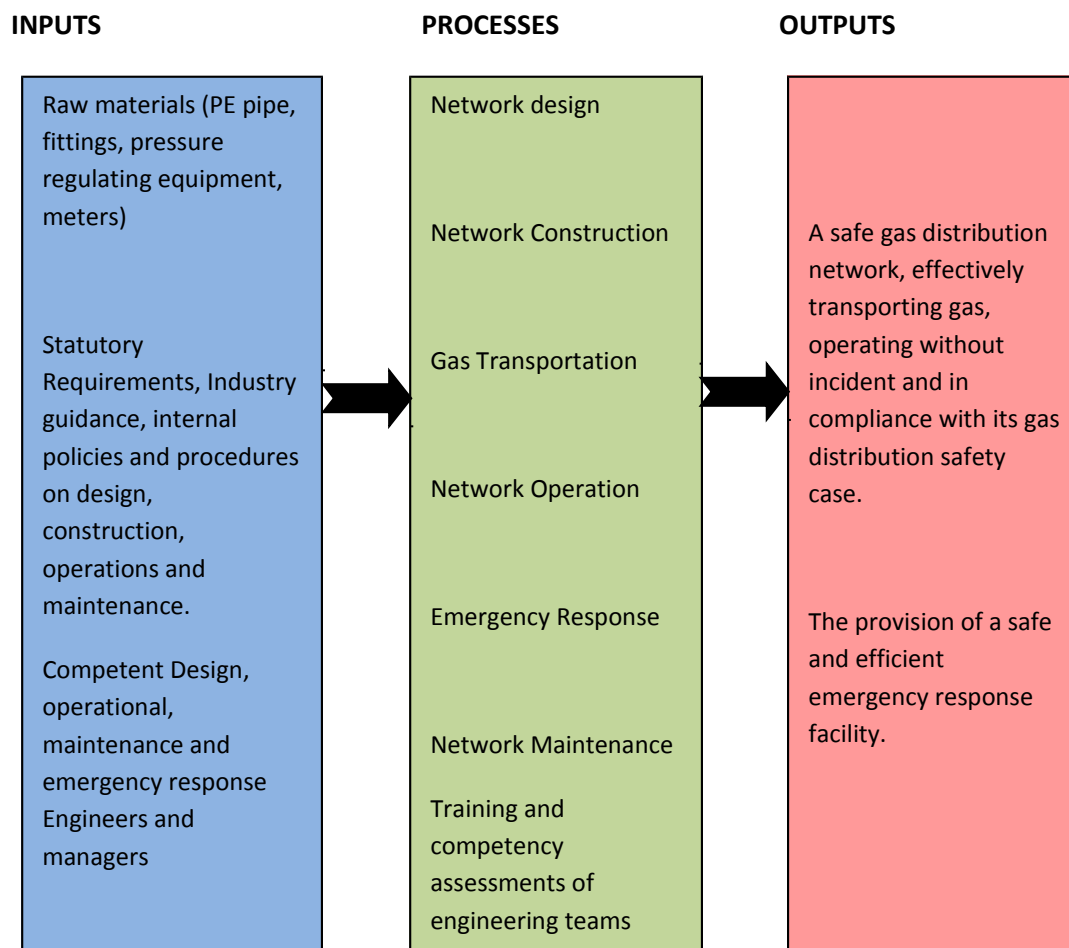 INPUTS
PROCESSES
OUTPUTS
Raw materials (PE pipe,
fittings, pressure
regulating equipment,
meters)
Statutory
Requirements, Industry
guidance, internal
policies and procedures
on design,
construction,
operations and
maintenance.
Competent Design,
operational,
maintenance and
emergency response
Engineers and
managers
Network design
Network Construction
Gas Transportation
Network Operation
Emergency Response
Network Maintenance
Training and
competency
assessments of
engineering teams
A safe gas distribution
network, effectively
transporting gas,
operating without
incident and in
compliance with its gas
distribution safety
case.
The provision of a safe
and efficient
emergency response
facility.